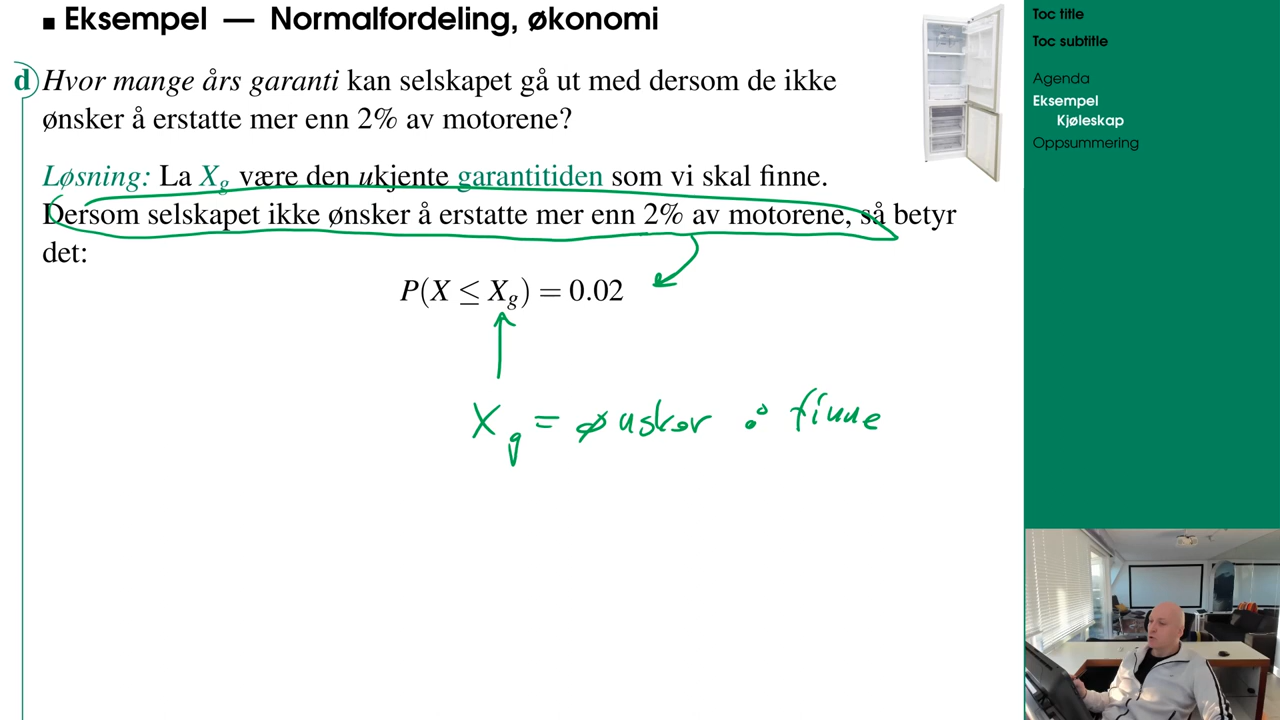 Eksempel — Normalfordeling, økonomi
d Hvor mange års garanti kan selskapet gå ut med dersom de ikke
ønsker å erstatte mer enn 2% av motorene?
Løsning: La Xg være den ukjente garantitiden som vi skal finne.
Dersom selskapet ikke ønsker å erstatte mer enn 2% av motorene, så betyr
det:
P(X ≤ Xg) = 0.02
Xg = ønsker å finne
Toc title
Toc subtitle
Agenda
Eksempel
Kjøleskap
Oppsummering